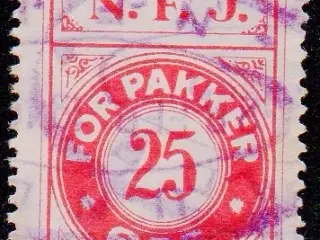 N. F. J.
FOR PAKKER
25